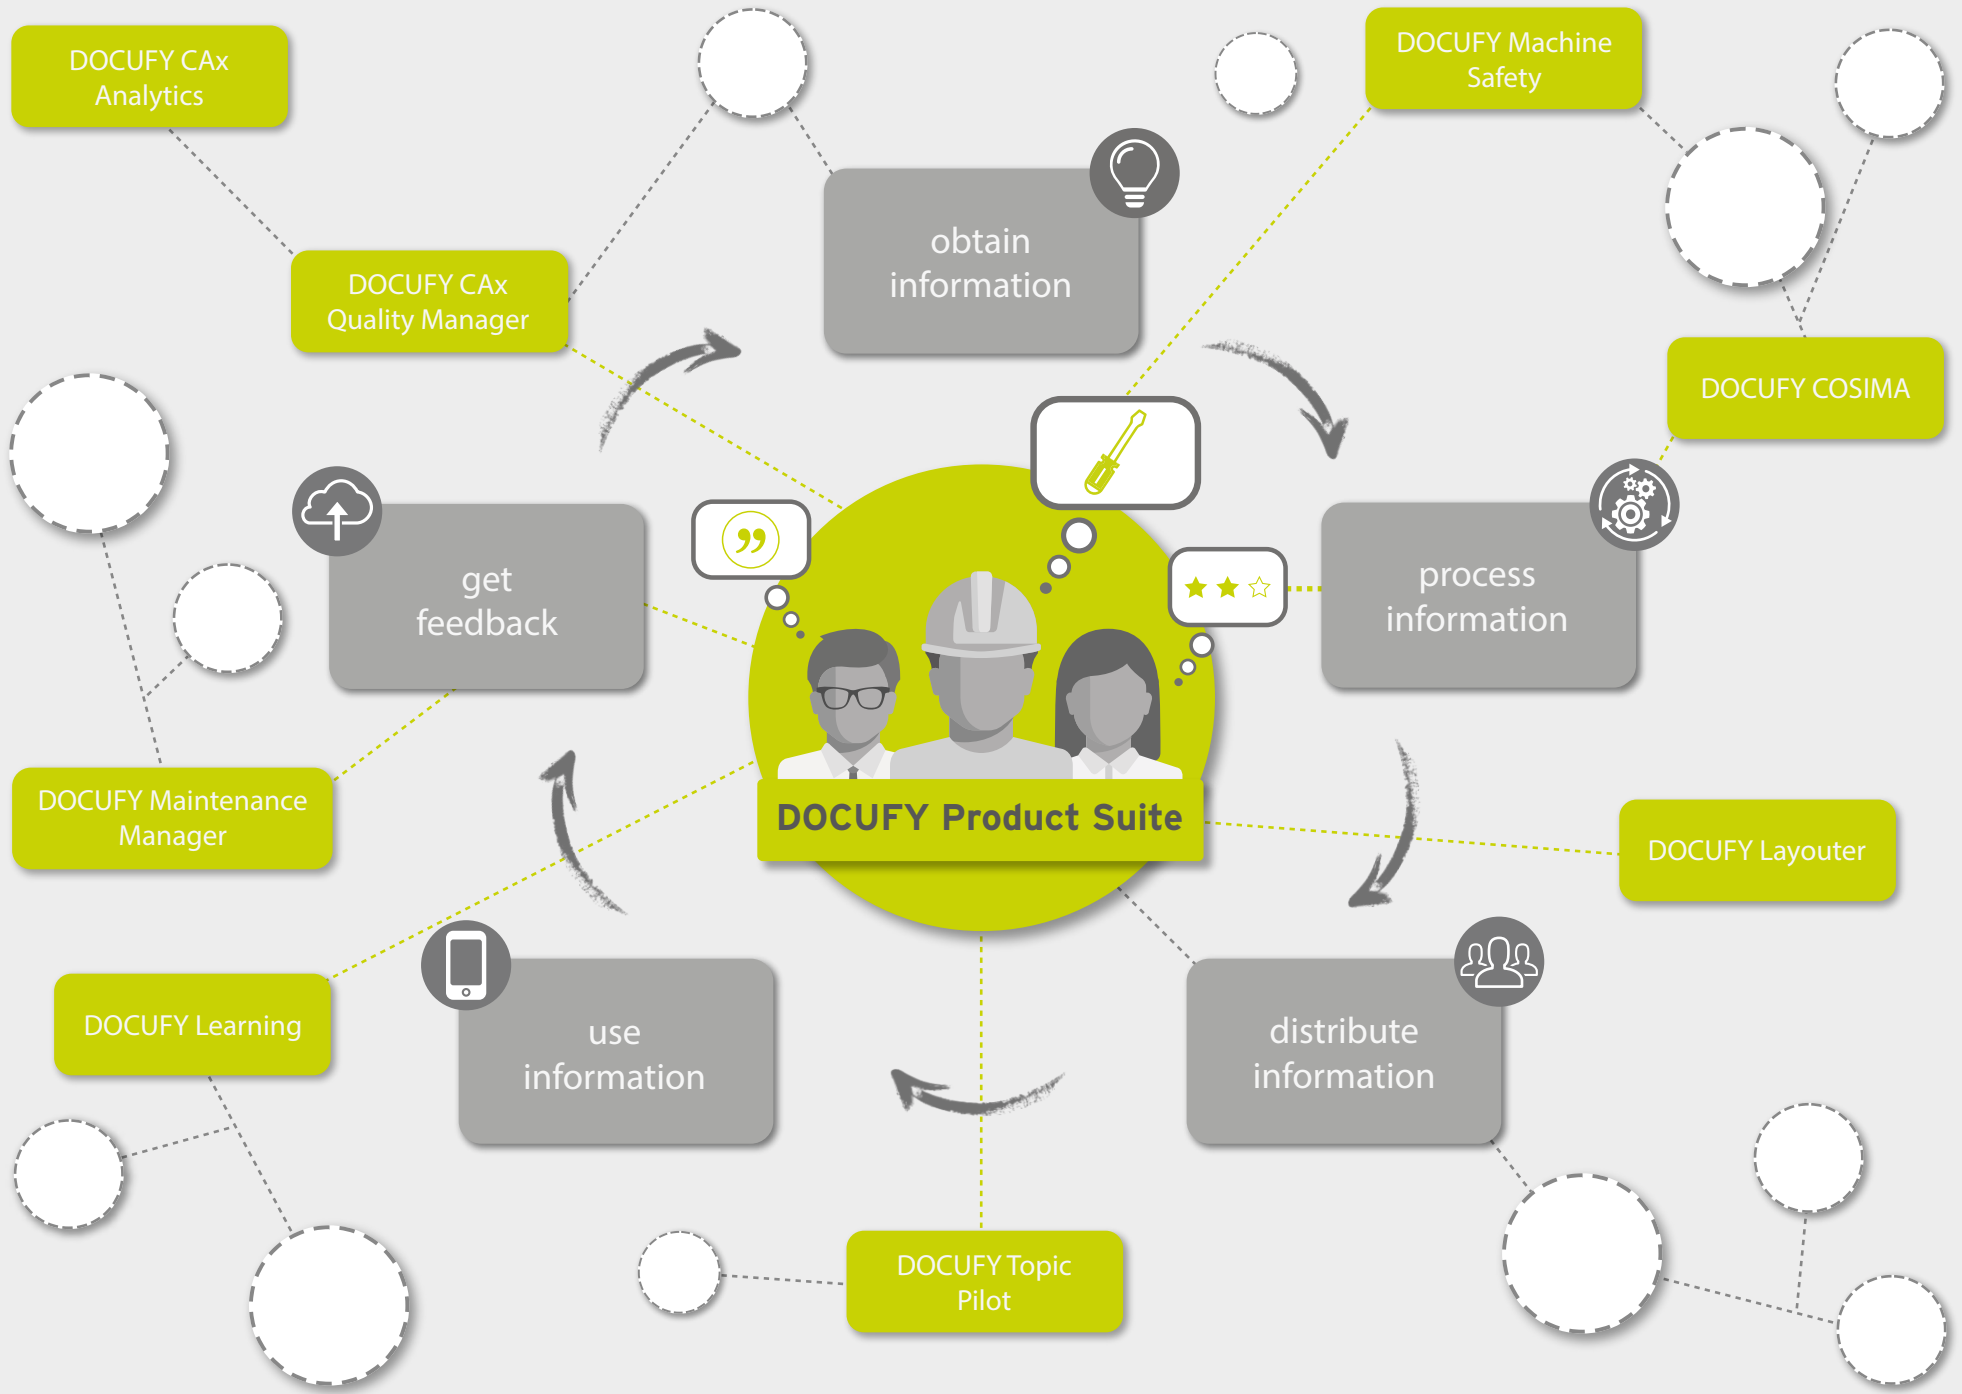 DOCUFY CAx
Analytics
DOCUFY Machine
Safety
obtain
information
DOCUFY CAx
Quality Manager
DOCUFY COSIMA
get
feedback
process
information
DOCUFY Maintenance
Manager
DOCUFY Product Suite
DOCUFY Layouter
DOCUFY Learning
use
information
distribute
information
DOCUFY Topic
Pilot